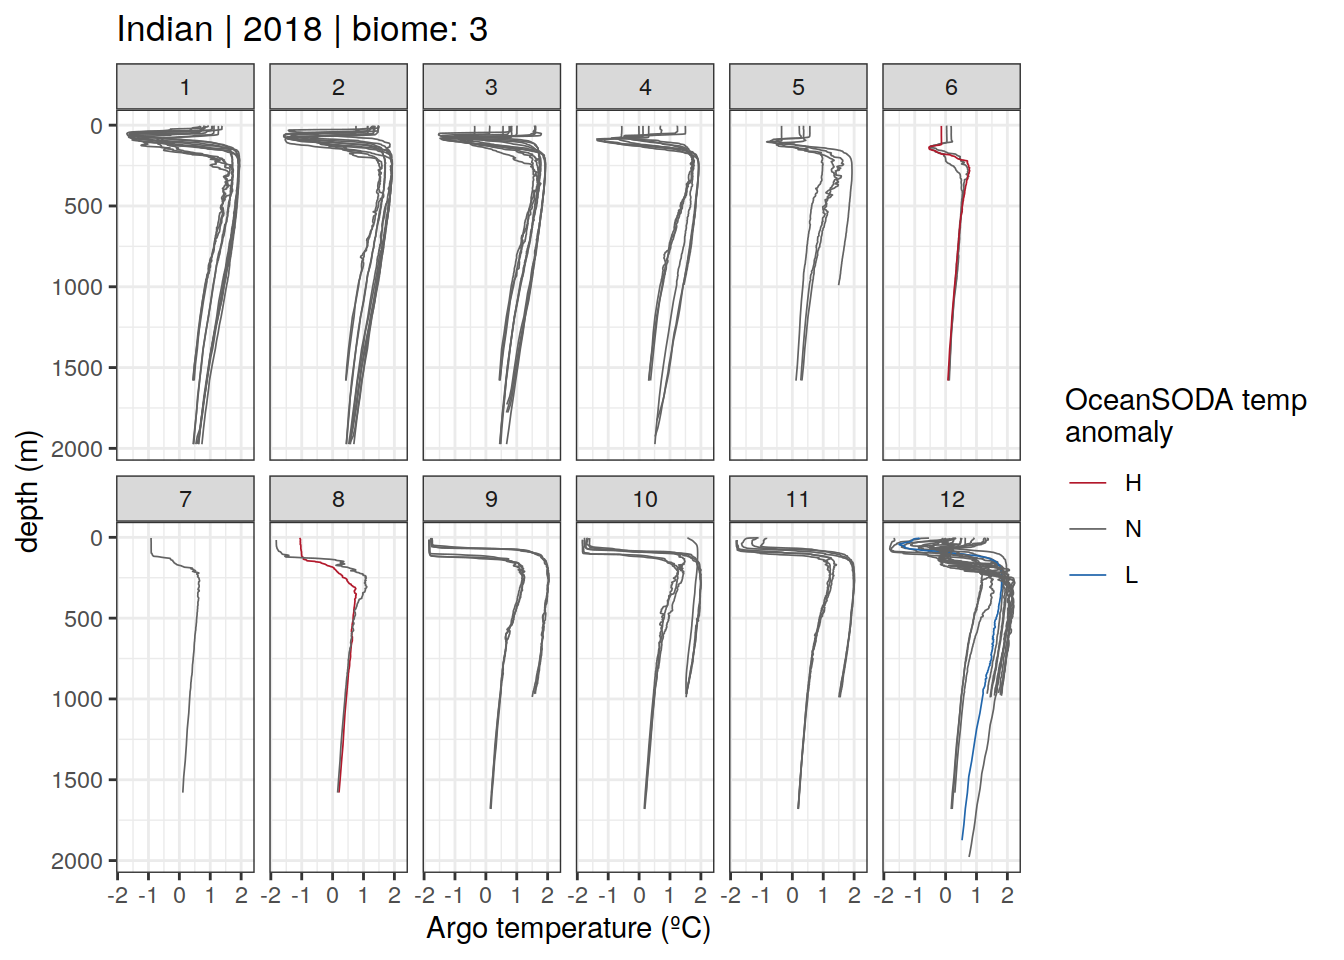 Indian | 2018 | biome: 3
1 2 3 4 5 6
0
500
1000
1500
2000
7 8 9 10 11 12
0
500
1000
1500
2000
-2 -1 0 1 2 -2 -1 0 1 2 -2 -1 0 1 2 -2 -1 0 1 2 -2 -1 0 1 2 -2 -1 0 1 2
Argo temperature (ºC)
depth (m)
OceanSODA temp
anomaly
H
N
L